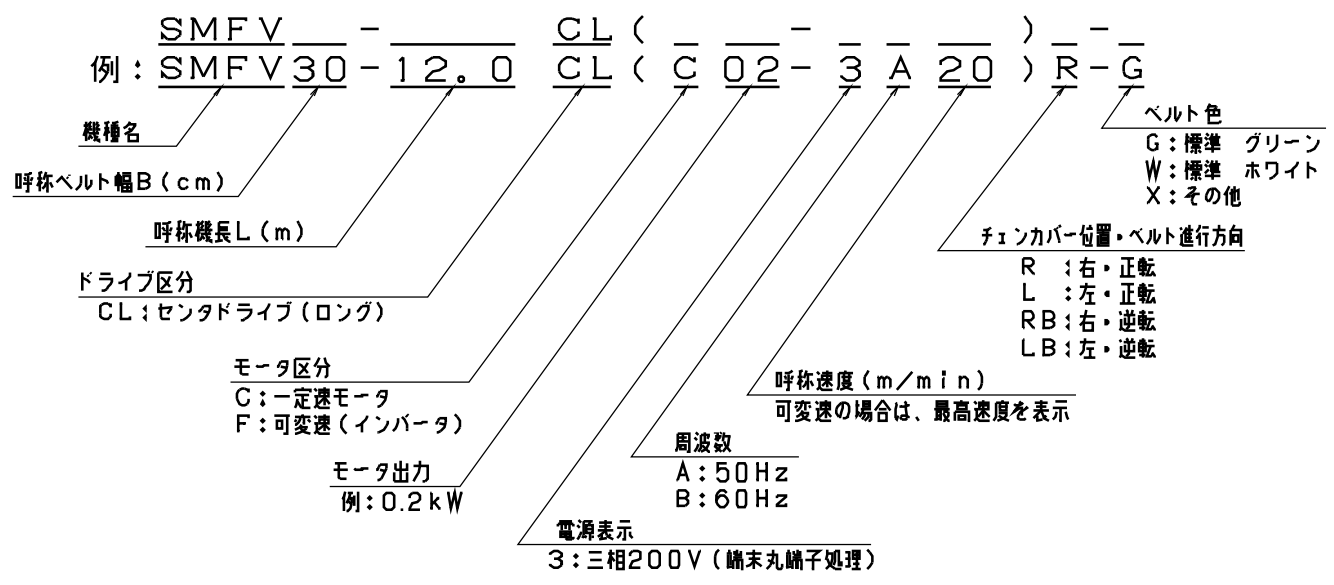 SMFV - CL( - ) -
例:SMFV30-12.0 CL(C02-3A20)R-G
機種名
呼称ベルト幅B(cm)
呼称機長L(m)
ドライブ区分
CL:センタドライブ(ロング)
モータ区分
C:一定速モータ
F:可変速(インバータ)
モータ出力
例:0.2kW
電源表示
3:三相200V(端末丸端子処理)
周波数
A:50Hz
B:60Hz
呼称速度(m/min)
可変速の場合は、最高速度を表示
チェンカバー位置・ベルト進行方向
R :右・正転
L :左・正転
RB:右・逆転
LB:左・逆転
ベルト色
G:標準 グリーン
W:標準 ホワイト
X:その他